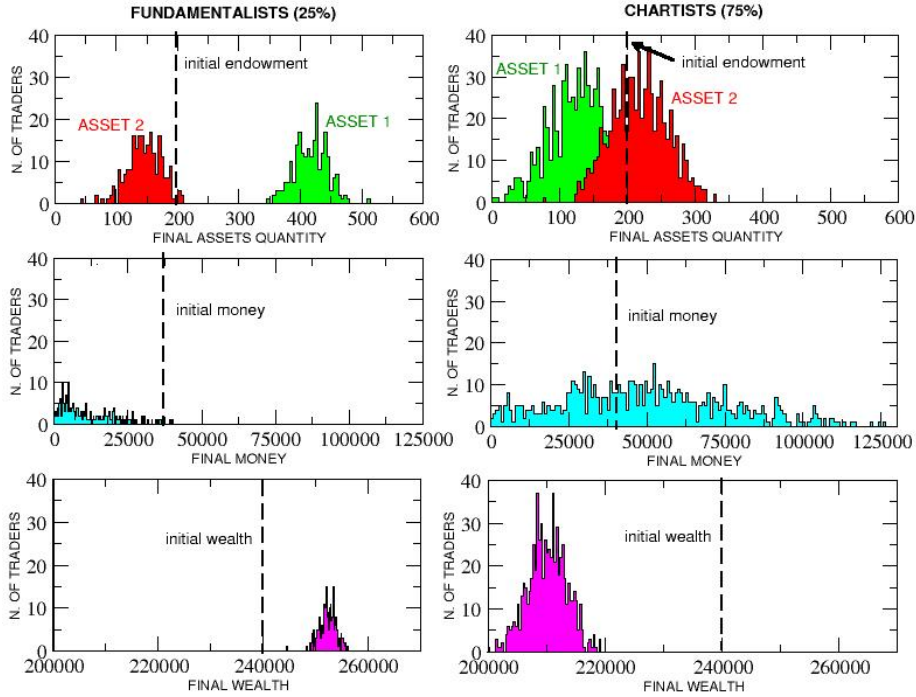 FUNDAMENTALISTS (25%)
CHARTISTS (75%)
N. OF TRADERS
40
30
20
10
0
initial endowment
ASSET 2
ASSET 1
0 100 200 300 400 500 600
FINAL ASSETS QUANTITY
N. OF TRADERS
40
30
20
10
0
ASSET 1
initial endowment
ASSET 2
0 100 200 300 400 500 600
FINAL ASSETS QUANTITY
N. OF TRADERS
40
30
20
10
0
initial money
0 25000 50000 75000 100000 125000
FINAL MONEY
N. OF TRADERS
40
30
20
10
0
initial money
0 25000 50000 75000 100000 125000
FINAL MONEY
N. OF TRADERS
40
30
20
10
0
initial wealth
200000 220000 240000 260000
FINAL WEALTH
N. OF TRADERS
40
30
20
10
0
initial wealth
200000 220000 240000 260000
FINAL WEALTH